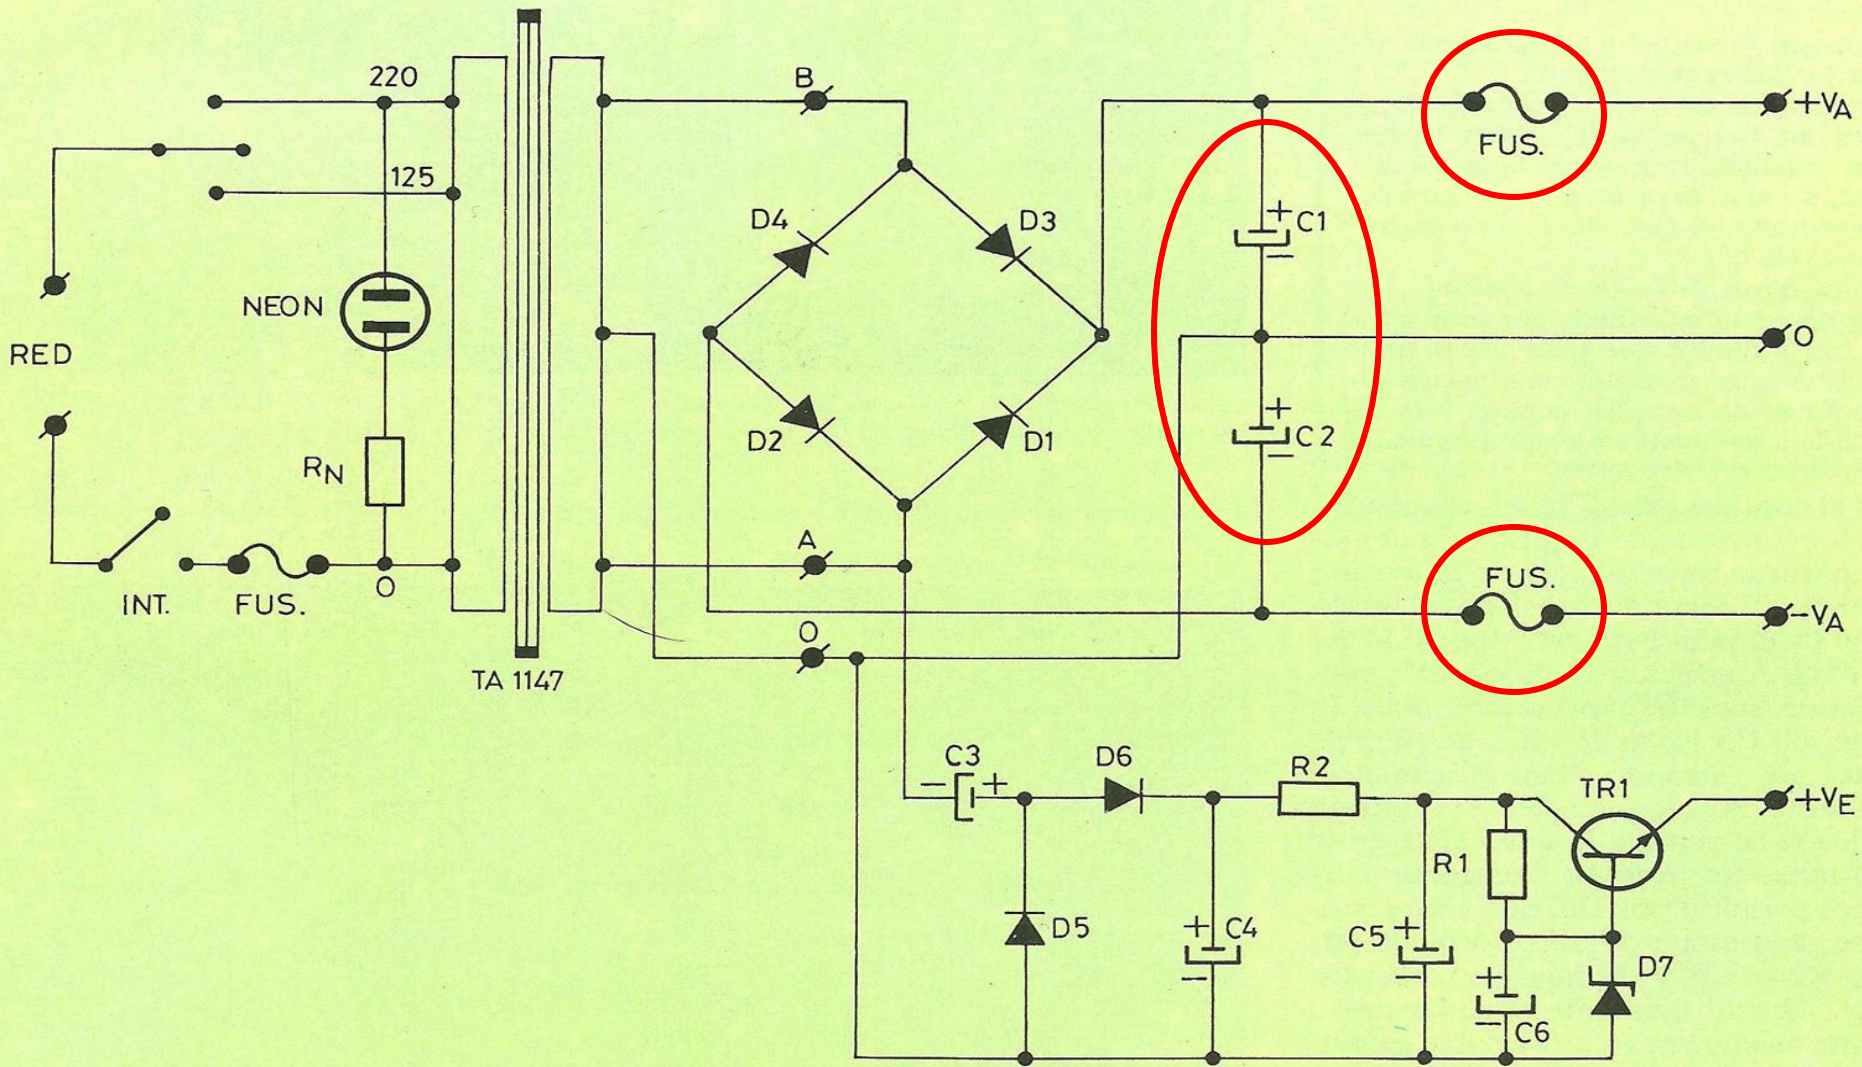 220
B
+VA
FUS.
125
D4
D3
+
C1
−
NEON
RED
O
D2
D1
+
C2
−
RN
A
FUS.
INT.
FUS.
O
−VA
O
TA 1147
C3
−
+
D6
R2
TR1
+VE
R1
D5
+
C4
−
C5
+
−
D7
+
−
C6